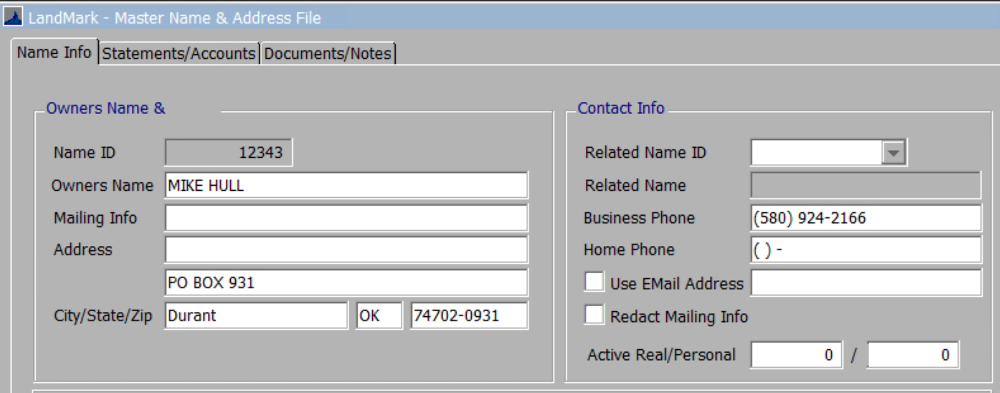 LandMark - Master Name & Address File
Name Info Statements/Accounts Documents/Notes
Owners Name &
Name ID 12343
Owners Name MIKE HULL
Mailing Info
Address
PO BOX 931
City/State/Zip Durant OK 74702-0931
Contact Info
Related Name ID
Related Name
Business Phone (580) 924-2166
Home Phone ( ) -
Use EMail Address
Redact Mailing Info
Active Real/Personal 0 / 0